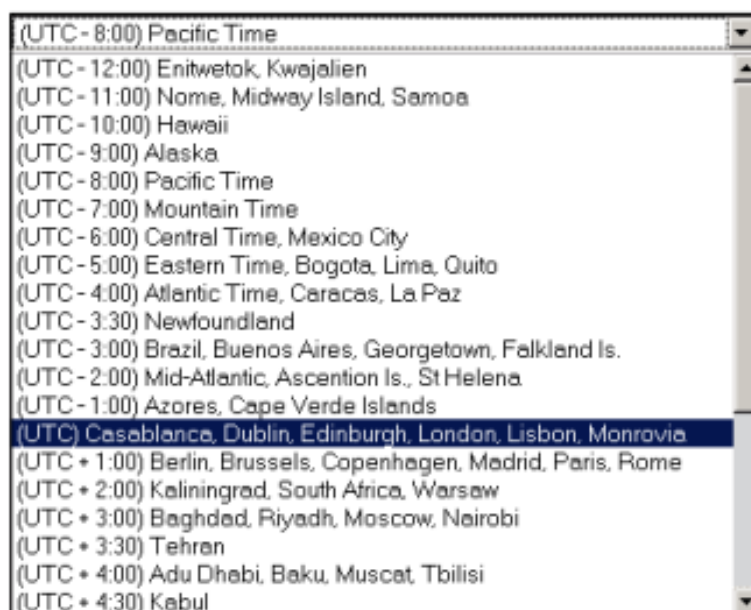 (UTC - 8:00) Pacific Time
(UTC - 12:00) Enitwetok, Kwajalien
(UTC - 11:00) Nome, Midway Island, Samoa
(UTC - 10:00) Hawaii
(UTC - 9:00) Alaska
(UTC - 8:00) Pacific Time
(UTC - 7:00) Mountain Time
(UTC - 6:00) Central Time, Mexico City
(UTC - 5:00) Eastern Time, Bogota, Lima, Quito
(UTC - 4:00) Atlantic Time, Caracas, La Paz
(UTC - 3:30) Newfoundland
(UTC - 3:00) Brazil, Buenos Aires, Georgetown, Falkland Is.
(UTC - 2:00) Mid-Atlantic, Ascention Is., St Helena
(UTC - 1:00) Azores, Cape Verde Islands
(UTC) Casablanca, Dublin, Edinburgh, London, Lisbon, Monrovia
(UTC + 1:00) Berlin, Brussels, Copenhagen, Madrid, Paris, Rome
(UTC + 2:00) Kaliningrad, South Africa, Warsaw
(UTC + 3:00) Baghdad, Riyadh, Moscow, Nairobi
(UTC + 3:30) Tehran
(UTC + 4:00) Adu Dhabi, Baku, Muscat, Tbilisi
(UTC + 4:30) Kabul